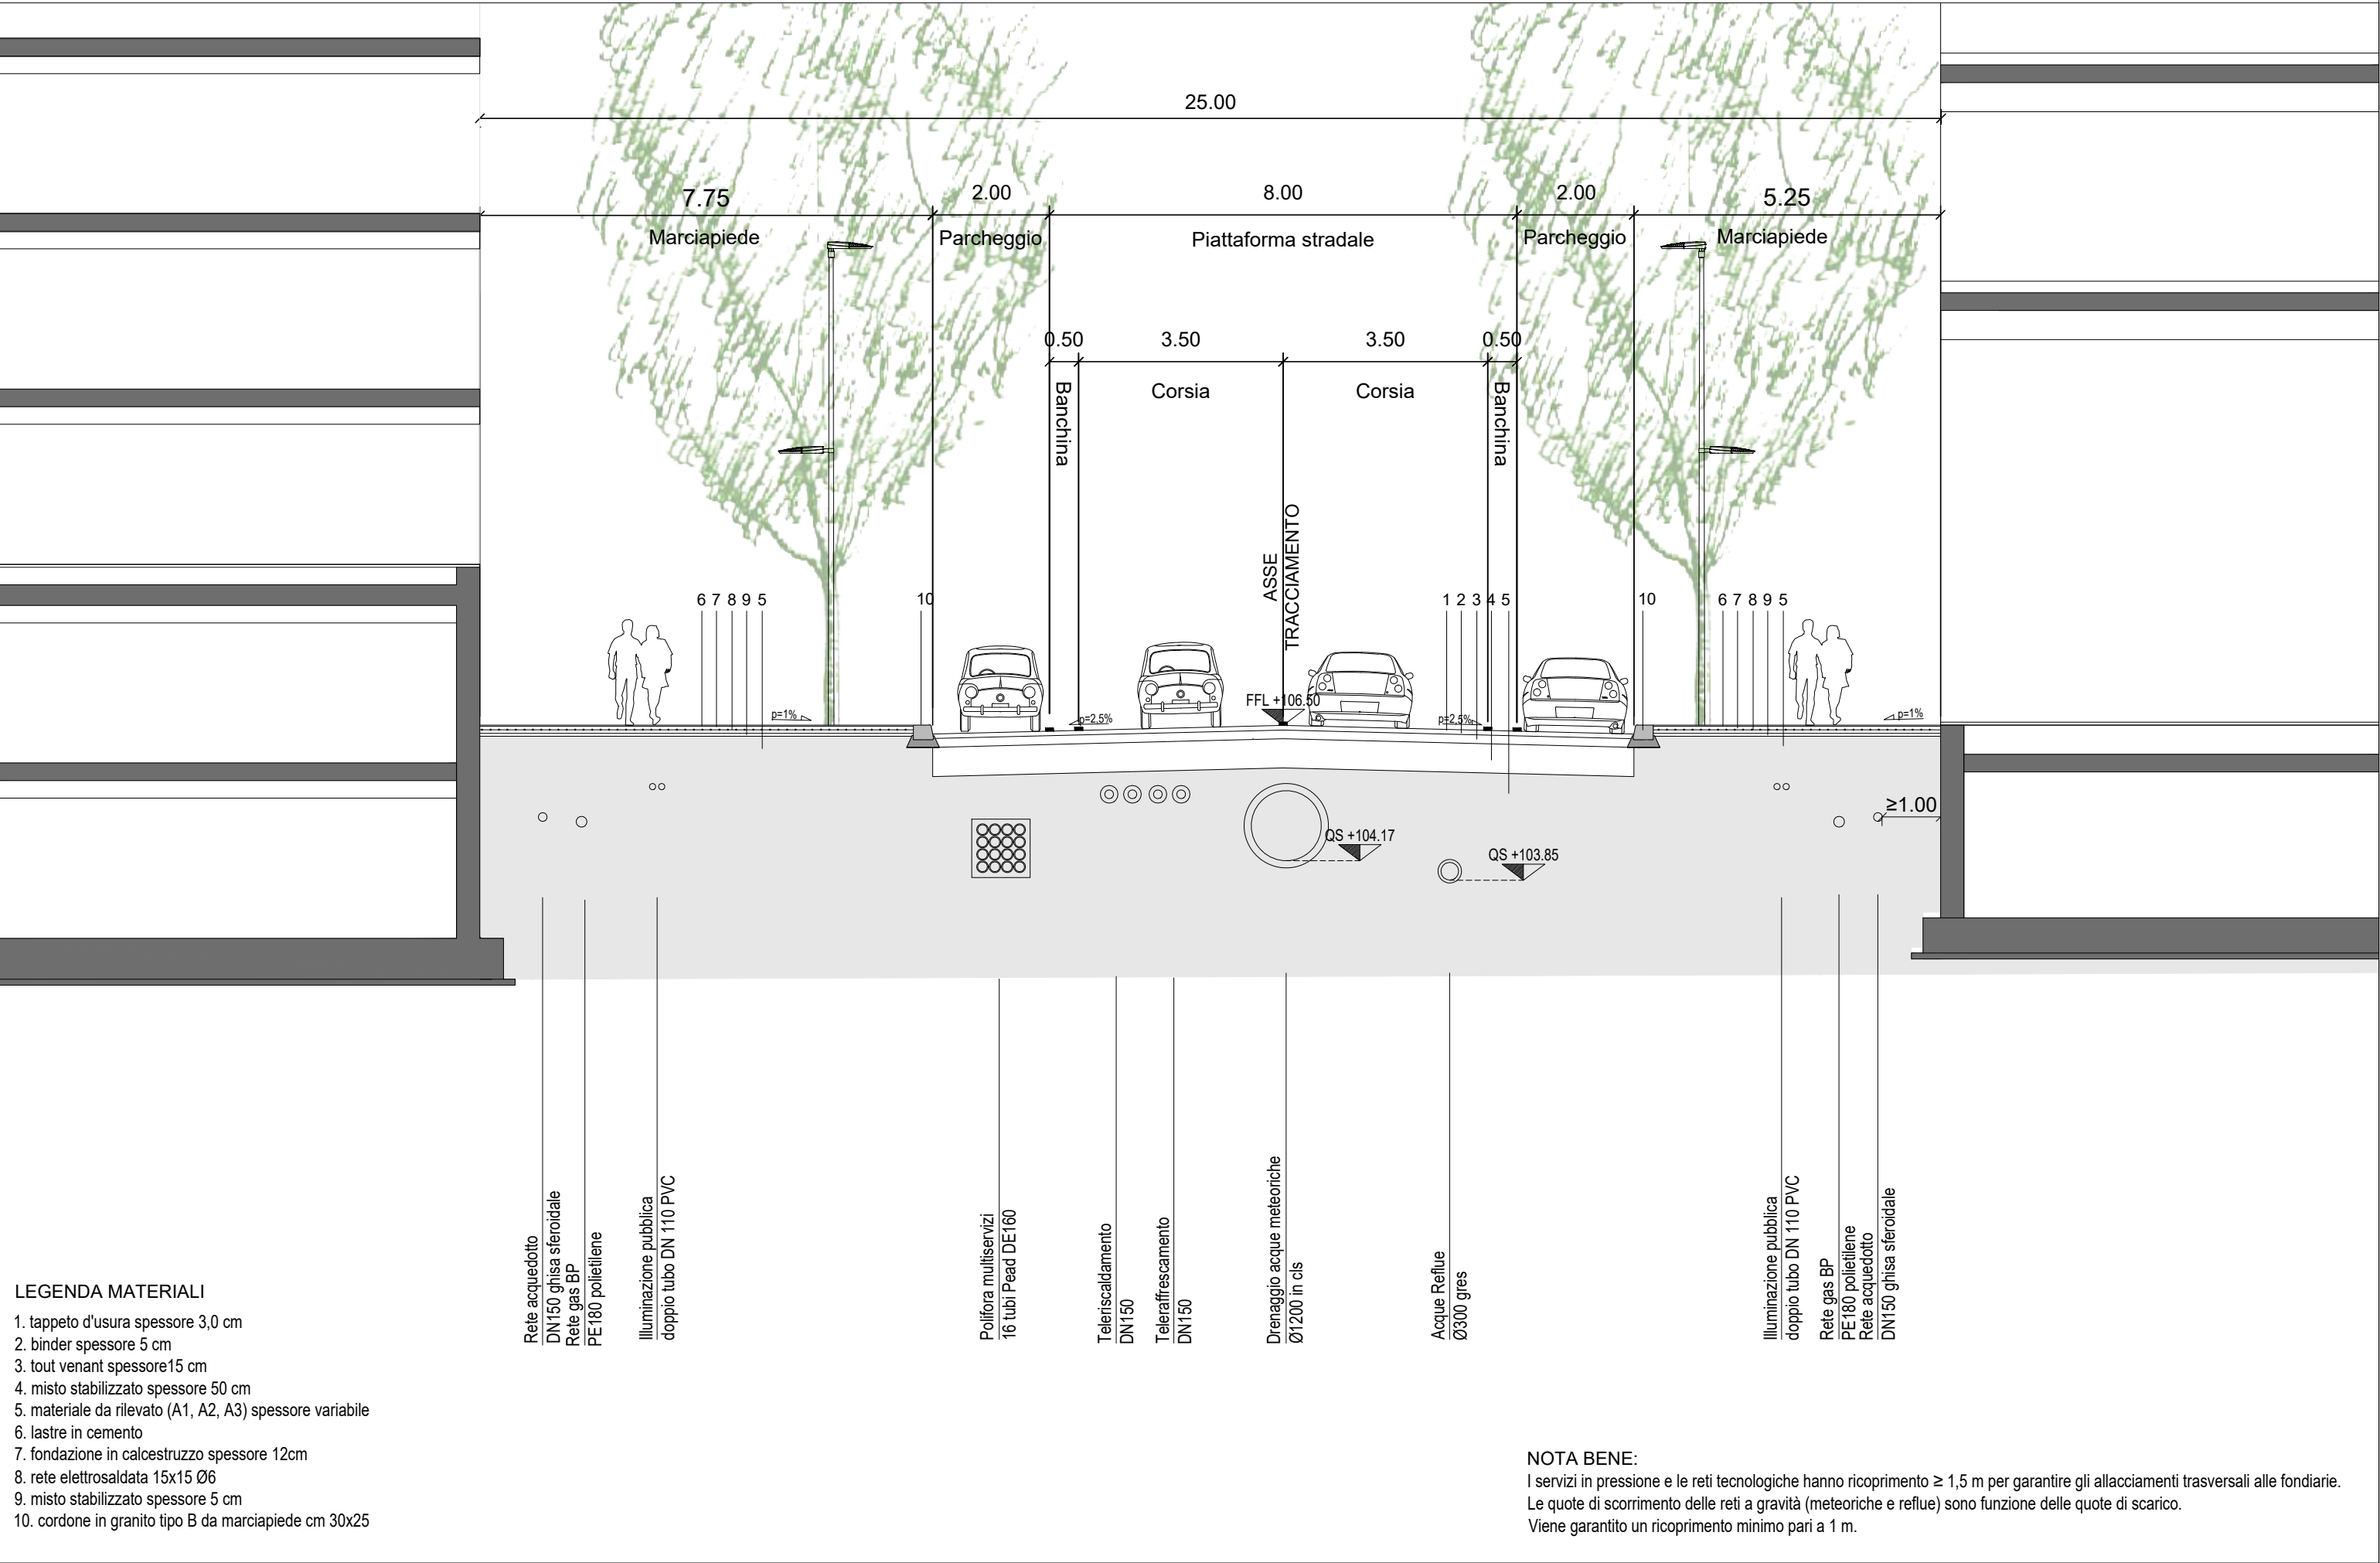 25.00
7.75
2.00
8.00
2.00
5.25
Marciapiede
Parcheggio
Piattaforma stradale
Parcheggio
Marciapiede
0.50
3.50
3.50
0.50
Banchina
Corsia
Corsia
Banchina
ASSE
TRACCIAMENTO
6 7 8 9 5
10
1 2 3 4 5
10
6 7 8 9 5
p=1%
p=2.5%
FFL +106.50
p=2.5%
p=1%
≥1.00
QS +104.17
QS +103.85
Rete acquedotto
DN150 ghisa sferoidale
Rete gas BP
PE180 polietilene
Illuminazione pubblica
doppio tubo DN 110 PVC
Polifora multiservizi
16 tubi Pead DE160
Teleriscaldamento
DN150
Teleraffrescamento
DN150
Drenaggio acque meteoriche
Ø1200 in cls
Acque Reflue
Ø300 gres
Illuminazione pubblica
doppio tubo DN 110 PVC
Rete gas BP
PE180 polietilene
Rete acquedotto
DN150 ghisa sferoidale
LEGENDA MATERIALI
1. tappeto d'usura spessore 3,0 cm
2. binder spessore 5 cm
3. tout venant spessore15 cm
4. misto stabilizzato spessore 50 cm
5. materiale da rilevato (A1, A2, A3) spessore variabile
6. lastre in cemento
7. fondazione in calcestruzzo spessore 12cm
8. rete elettrosaldata 15x15 Ø6
9. misto stabilizzato spessore 5 cm
10. cordone in granito tipo B da marciapiede cm 30x25
NOTA BENE:
I servizi in pressione e le reti tecnologiche hanno ricoprimento ≥ 1,5 m per garantire gli allacciamenti trasversali alle fondiarie.
Le quote di scorrimento delle reti a gravità (meteoriche e reflue) sono funzione delle quote di scarico.
Viene garantito un ricoprimento minimo pari a 1 m.